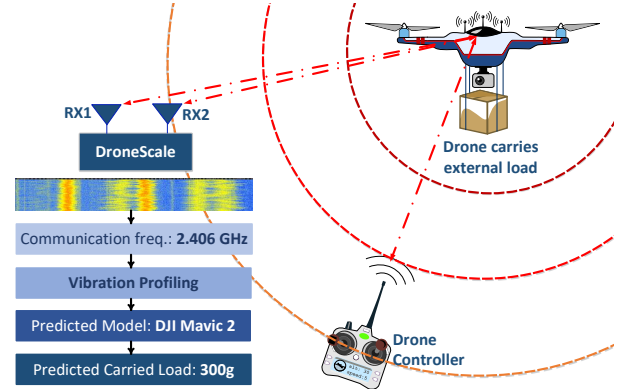 RX1
RX2
DroneScale
Drone carries
external load
Communication freq.: 2.406 GHz
Vibration Profiling
Predicted Model: DJI Mavic 2
Predicted Carried Load: 300g
Drone
Controller